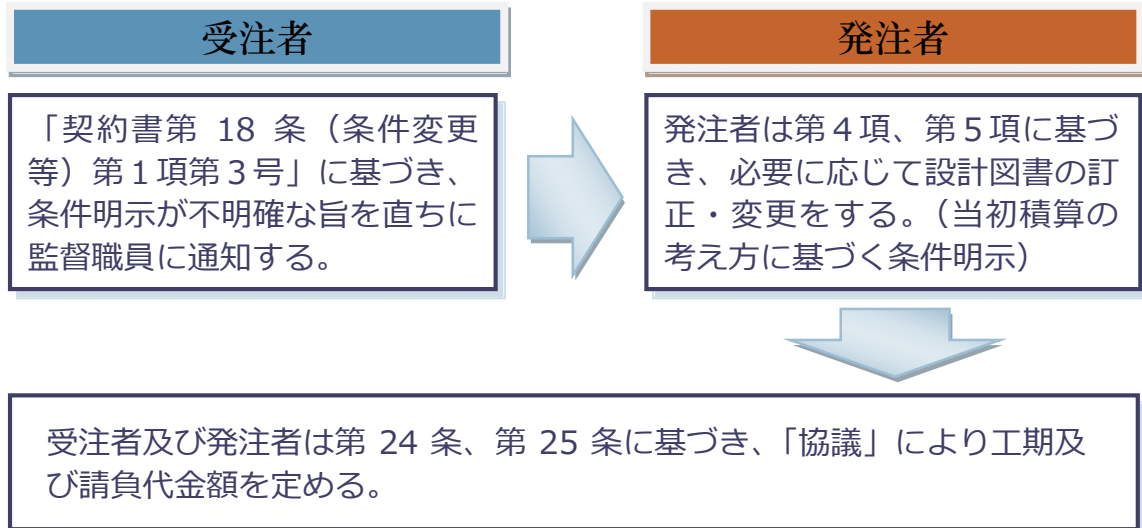 受注者
「契約書第 18 条（条件変更
等）第１項第３号」に基づき、
条件明示が不明確な旨を直ちに
監督職員に通知する。
発注者
発注者は第４項、第５項に基づ
き、必要に応じて設計図書の訂
正・変更をする。（当初積算の
考え方に基づく条件明示）
受注者及び発注者は第 24 条、第 25 条に基づき、「協議」により工期及
び請負代金額を定める。